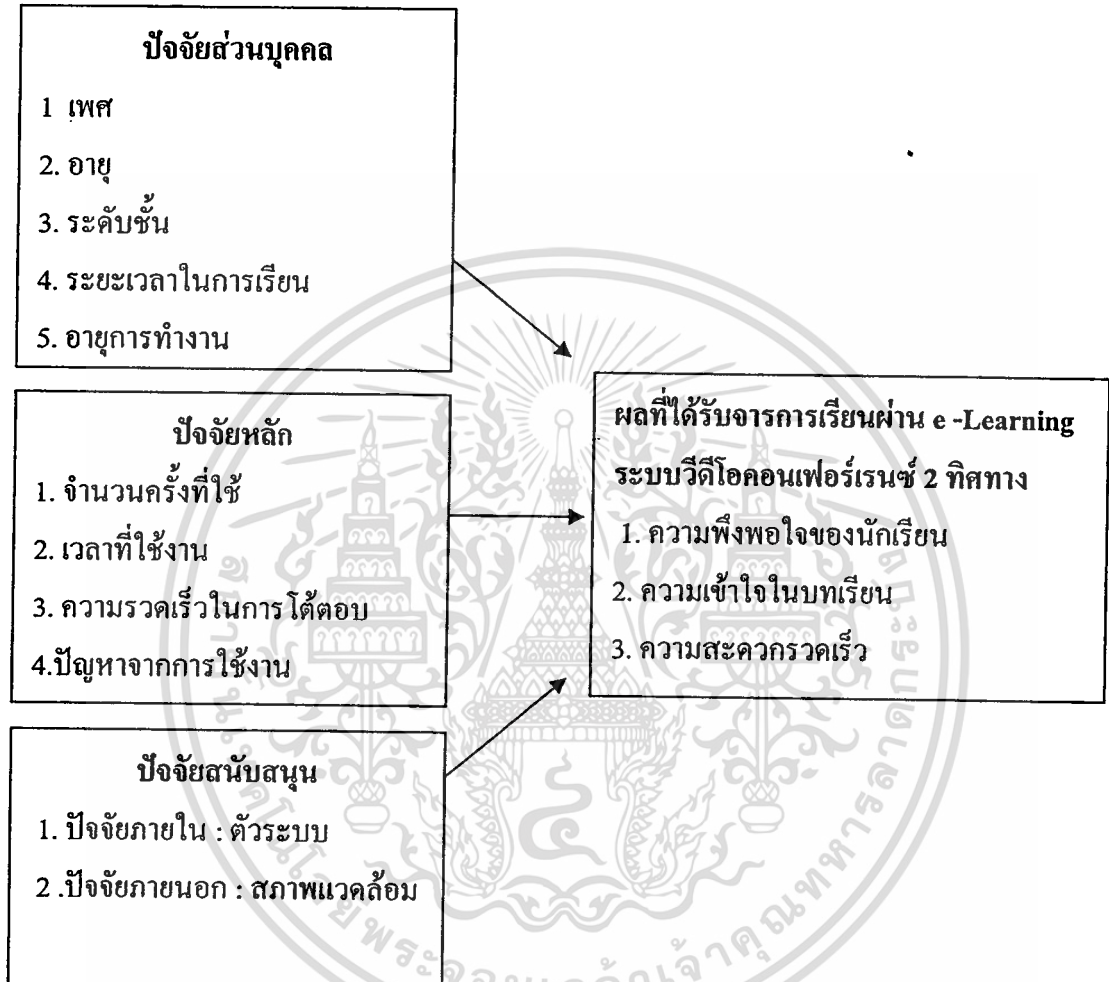 ปัจจัยส่วนบุคคล
1 เพศ
2. อายุ
3. ระดับชั้น
4. ระยะเวลาในการเรียน
5. อายุการทำงาน
ปัจจัยหลัก
1. จำนวนครั้งที่ใช้
2. เวลาที่ใช้งาน
3. ความรวดเร็วในการโต้ตอบ
4.ปัญหาจากการใช้งาน
ปัจจัยสนับสนุน
1. ปัจจัยภายใน : ตัวระบบ
2 .ปัจจัยภายนอก : สภาพแวดล้อม
ผลที่ได้รับจารการเรียนผ่าน e -Learning
ระบบวีดีโอคอนเฟอร์เรนซ์ 2 ทิศทาง
1. ความพึงพอใจของนักเรียน
2. ความเข้าใจในบทเรียน
3. ความสะดวกรวดเร็ว